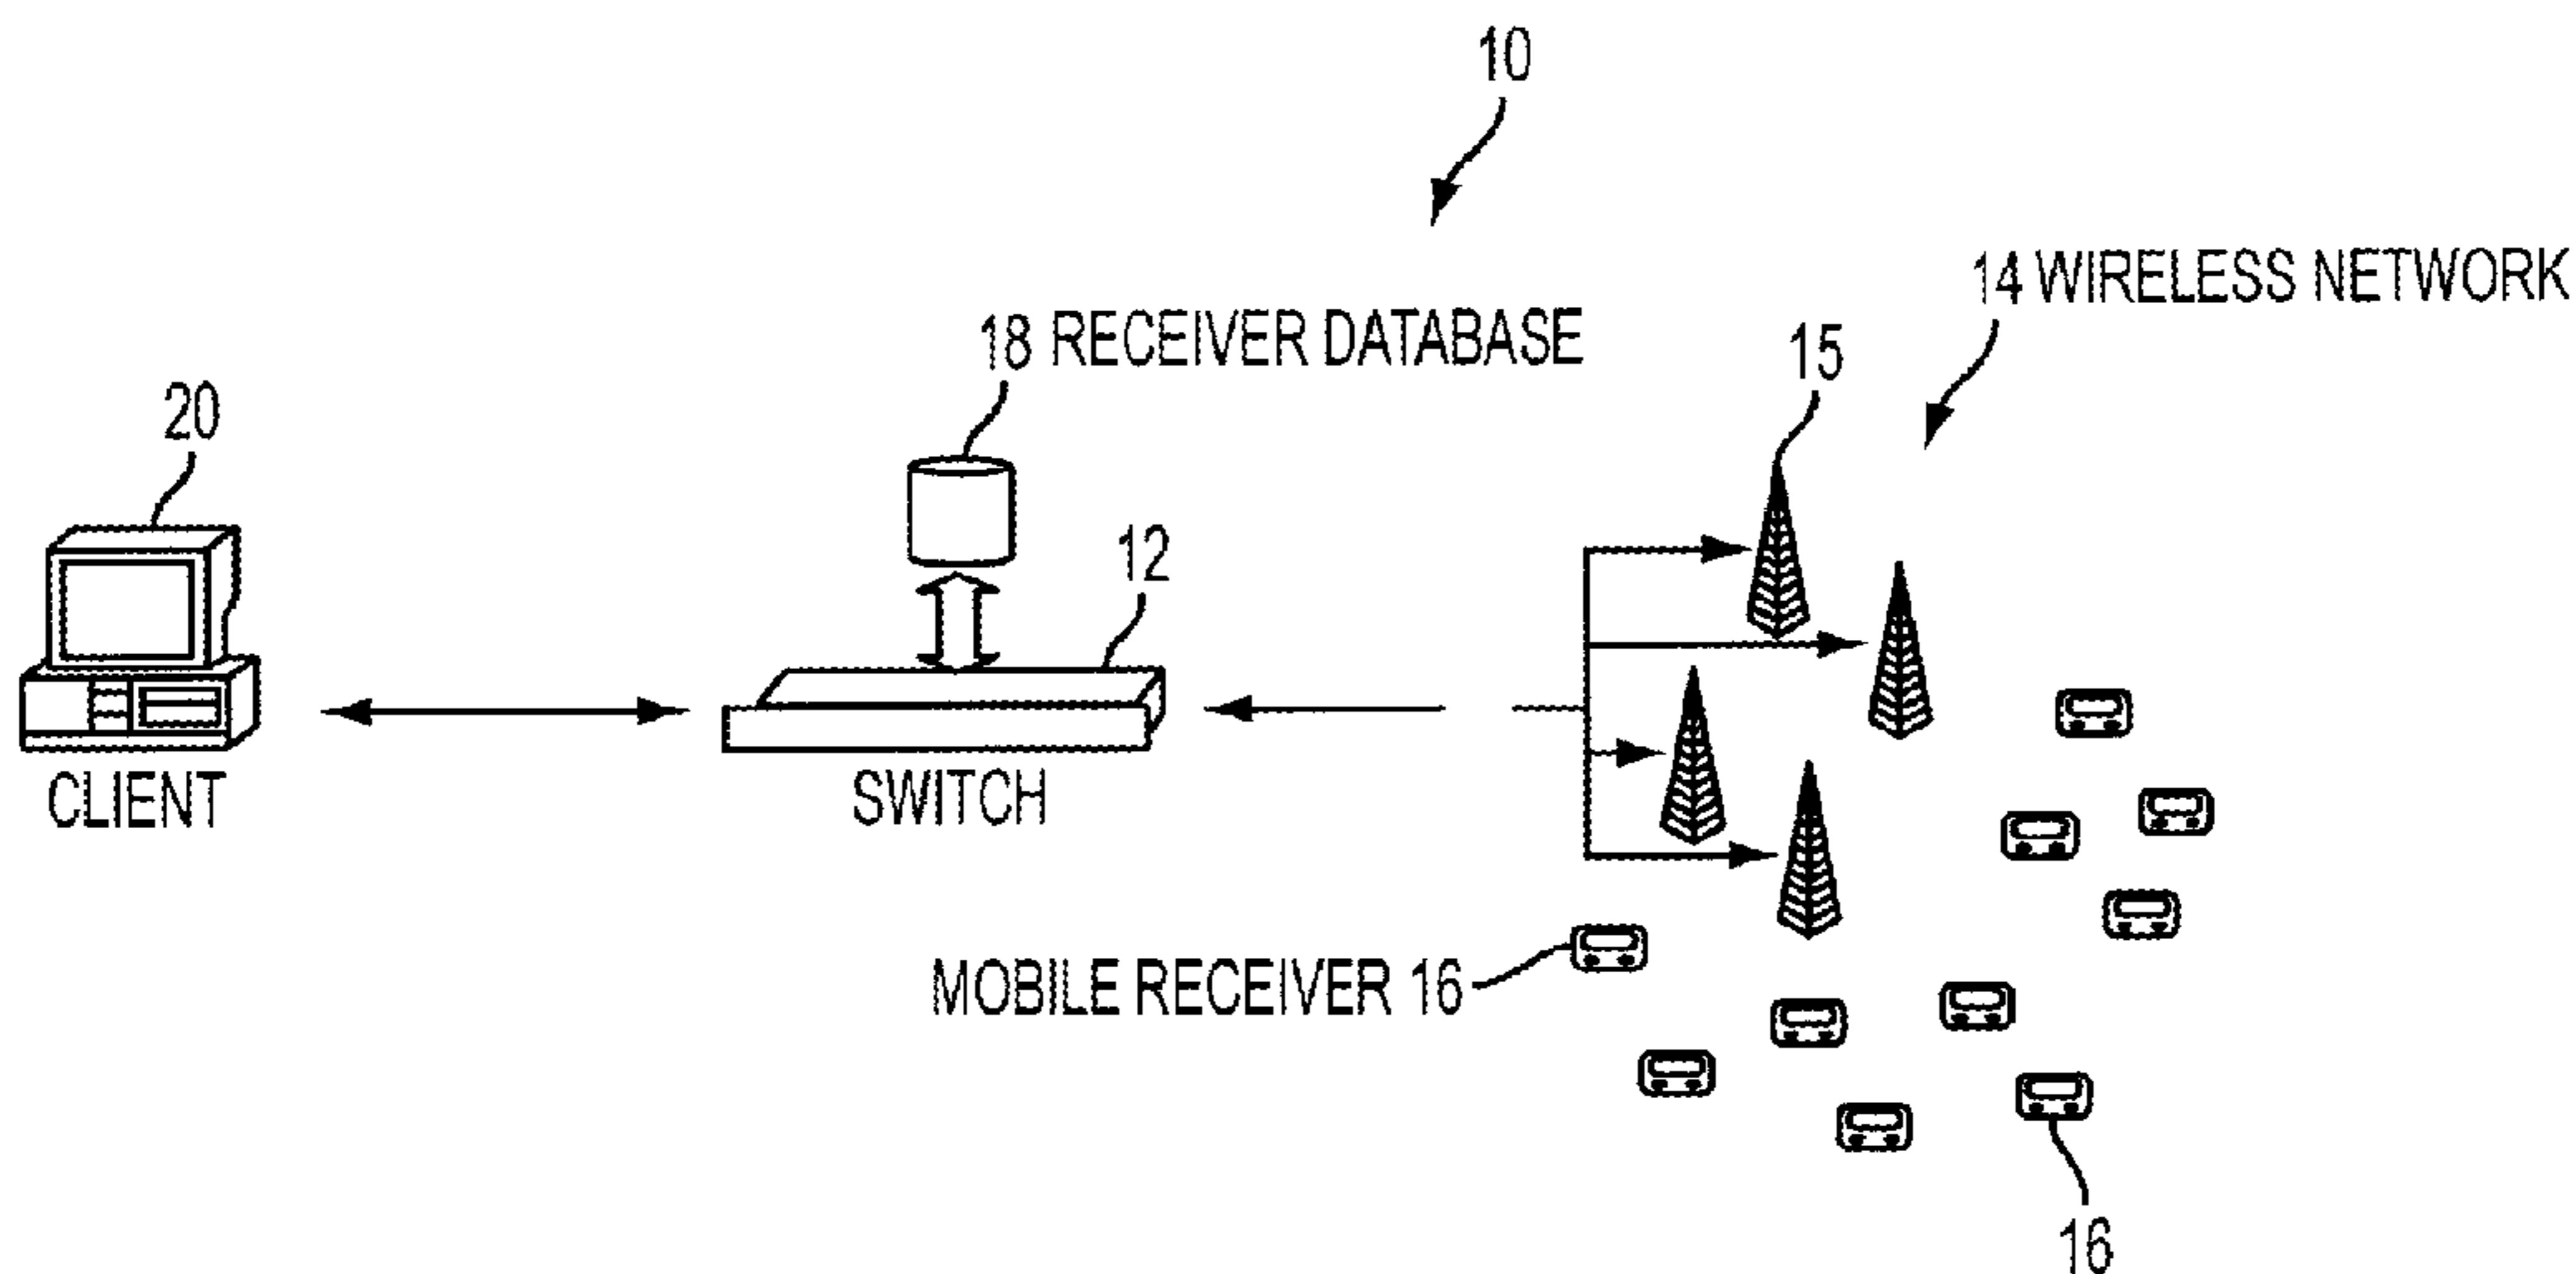 10
14 WIRELESS NETWORK
18 RECEIVER DATABASE
15
20
12
CLIENT
SWITCH
MOBILE RECEIVER 16
16